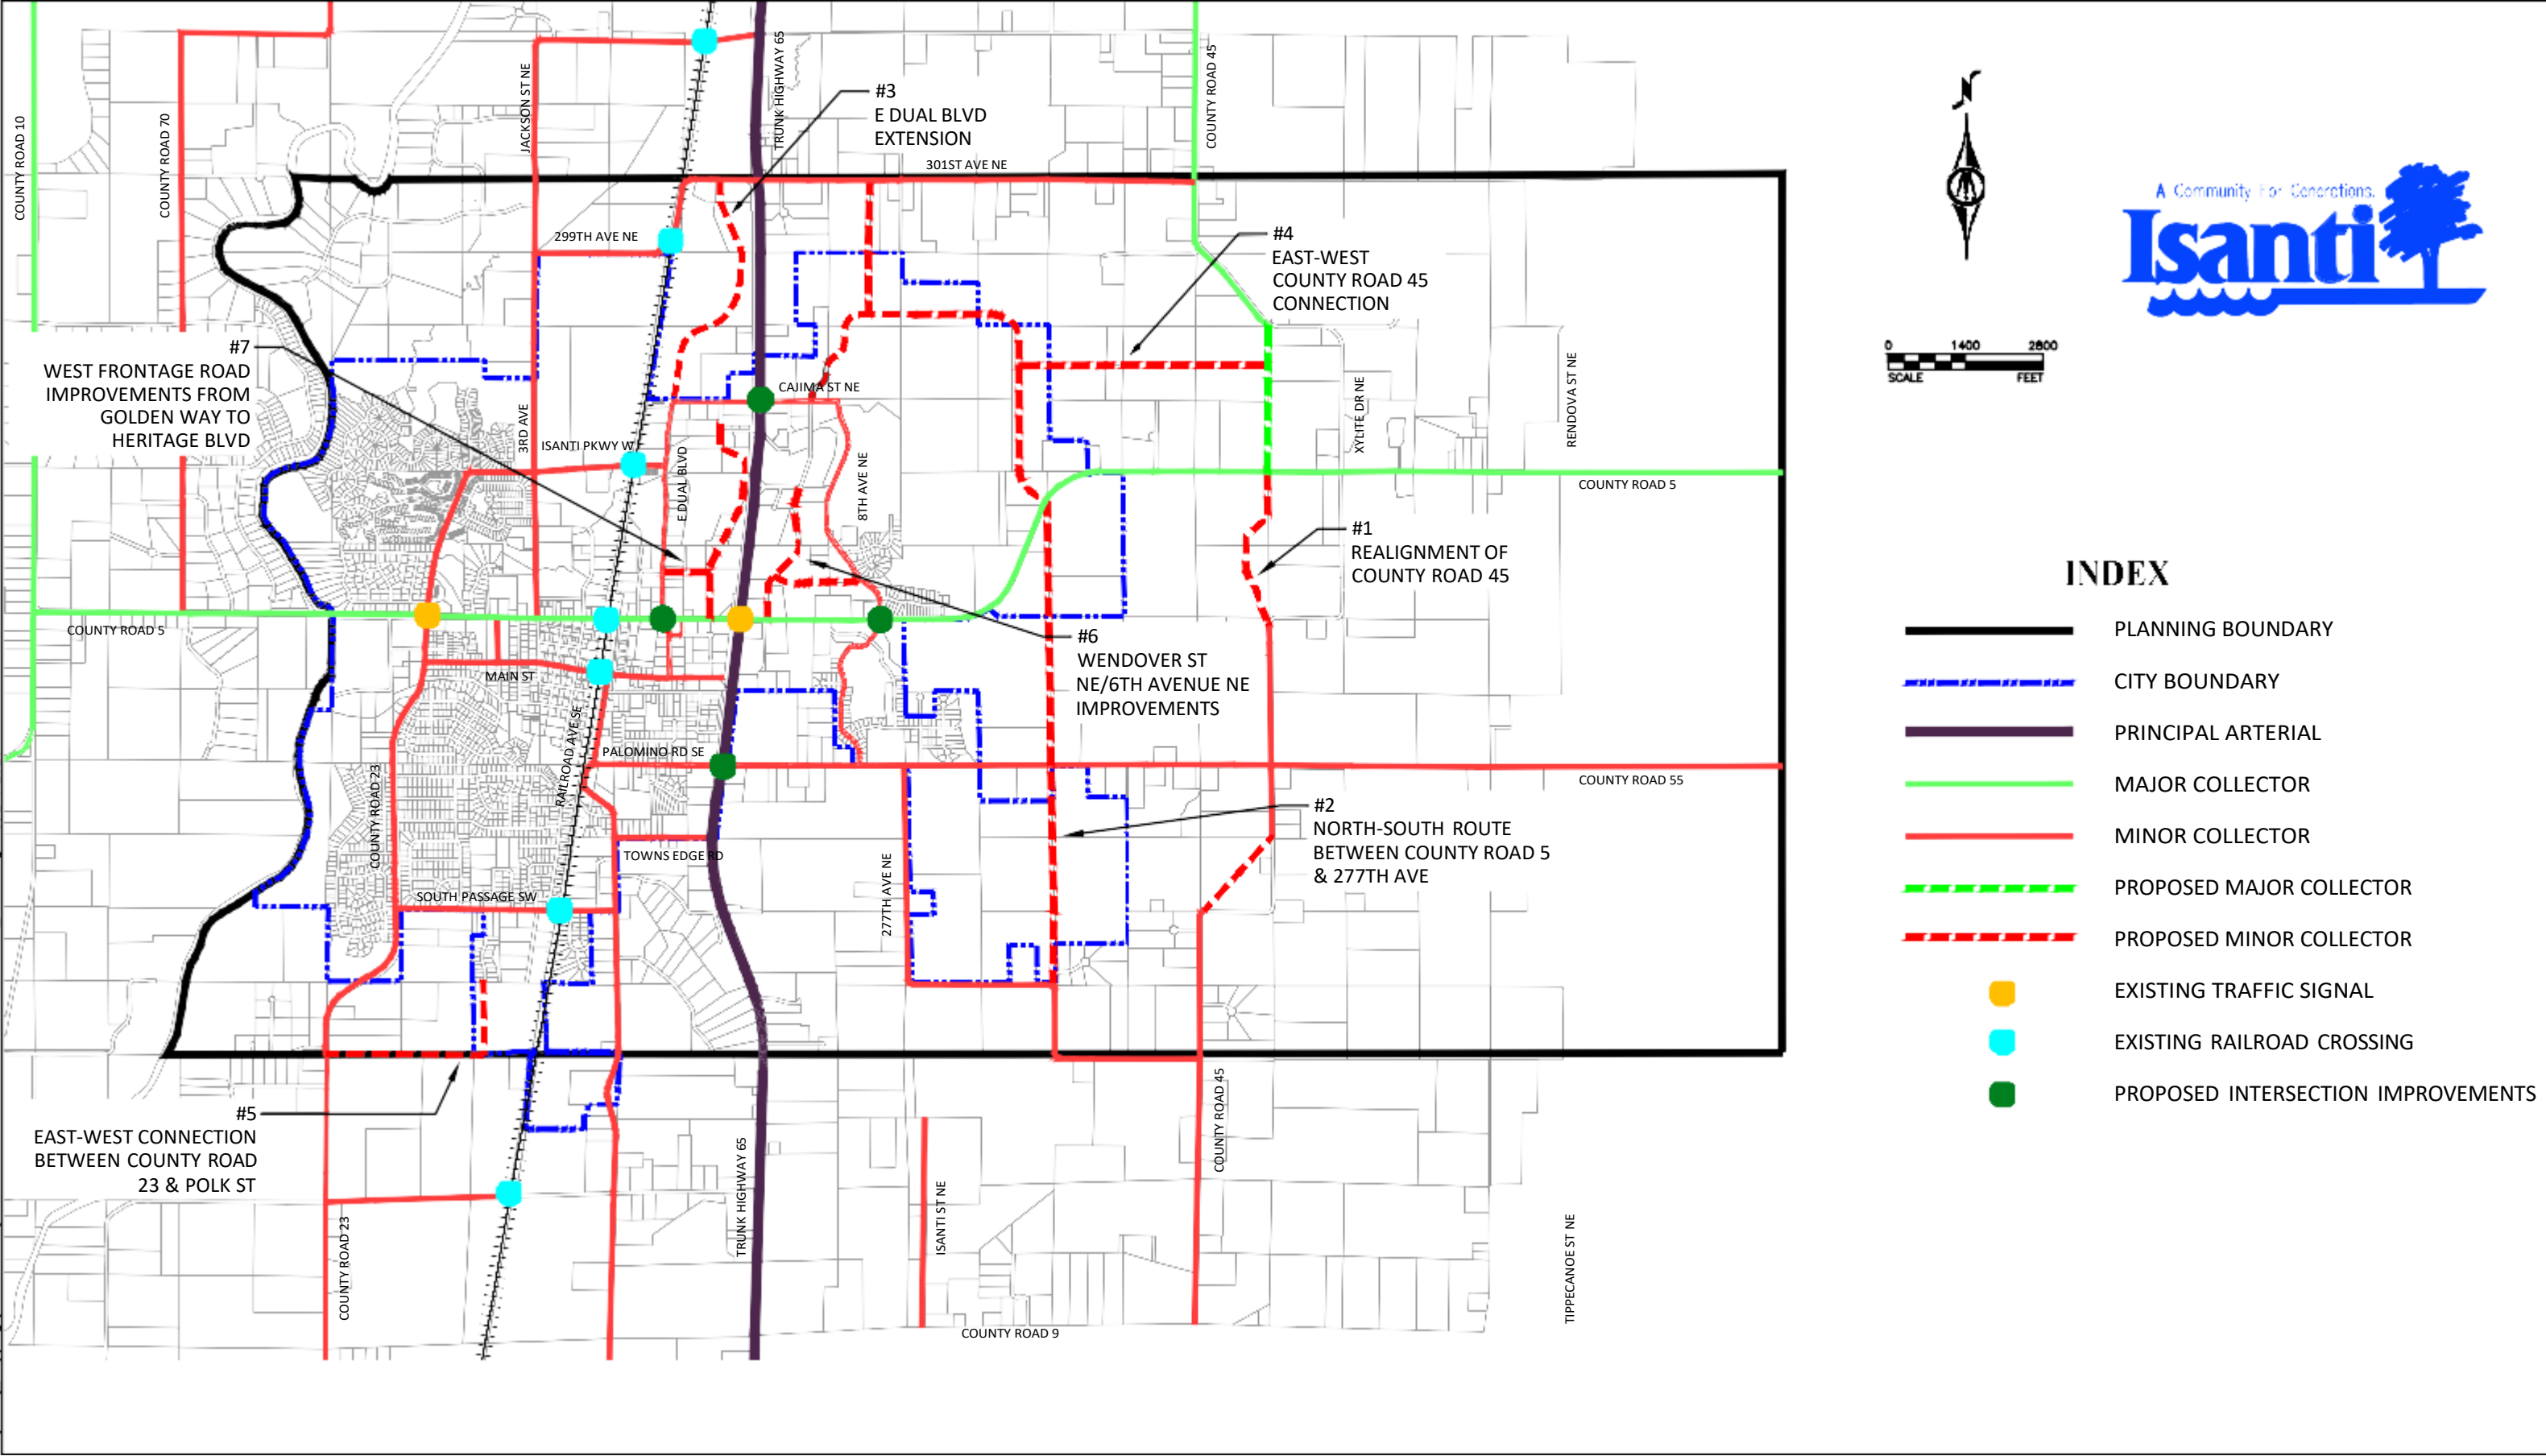 TRUNK HIGHWAY 65
COUNTY ROAD 45
COUNTY ROAD 10
COUNTY ROAD 70
JACKSON ST NE
#3
E DUAL BLVD
EXTENSION
301ST AVE NE
299TH AVE NE
#4
EAST-WEST
COUNTY ROAD 45
CONNECTION
#7
WEST FRONTAGE ROAD
IMPROVEMENTS FROM
GOLDEN WAY TO
HERITAGE BLVD
CAJIMA ST NE
3RD AVE
ISANTI PKWY W
E DUAL BLVD
8TH AVE NE
XYLITE DR NE
RENDOVA ST NE
COUNTY ROAD 5
#1
REALIGNMENT OF
COUNTY ROAD 45
COUNTY ROAD 5
#6
WENDOVER ST
NE/6TH AVENUE NE
IMPROVEMENTS
MAIN ST
RAILROAD AVE SE
PALOMINO RD SE
COUNTY ROAD 23
COUNTY ROAD 55
#2
NORTH-SOUTH ROUTE
BETWEEN COUNTY ROAD 5
& 277TH AVE
TOWNS EDGE RD
277TH AVE NE
SOUTH PASSAGE SW
#5
EAST-WEST CONNECTION
BETWEEN COUNTY ROAD
23 & POLK ST
COUNTY ROAD 23
TRUNK HIGHWAY 65
ISANTI ST NE
COUNTY ROAD 45
TIPPECANOE ST NE
COUNTY ROAD 9
N
A Community For Generations.
Isanti
0 1400 2800
SCALE FEET
INDEX
PLANNING BOUNDARY
CITY BOUNDARY
PRINCIPAL ARTERIAL
MAJOR COLLECTOR
MINOR COLLECTOR
PROPOSED MAJOR COLLECTOR
PROPOSED MINOR COLLECTOR
EXISTING TRAFFIC SIGNAL
EXISTING RAILROAD CROSSING
PROPOSED INTERSECTION IMPROVEMENTS